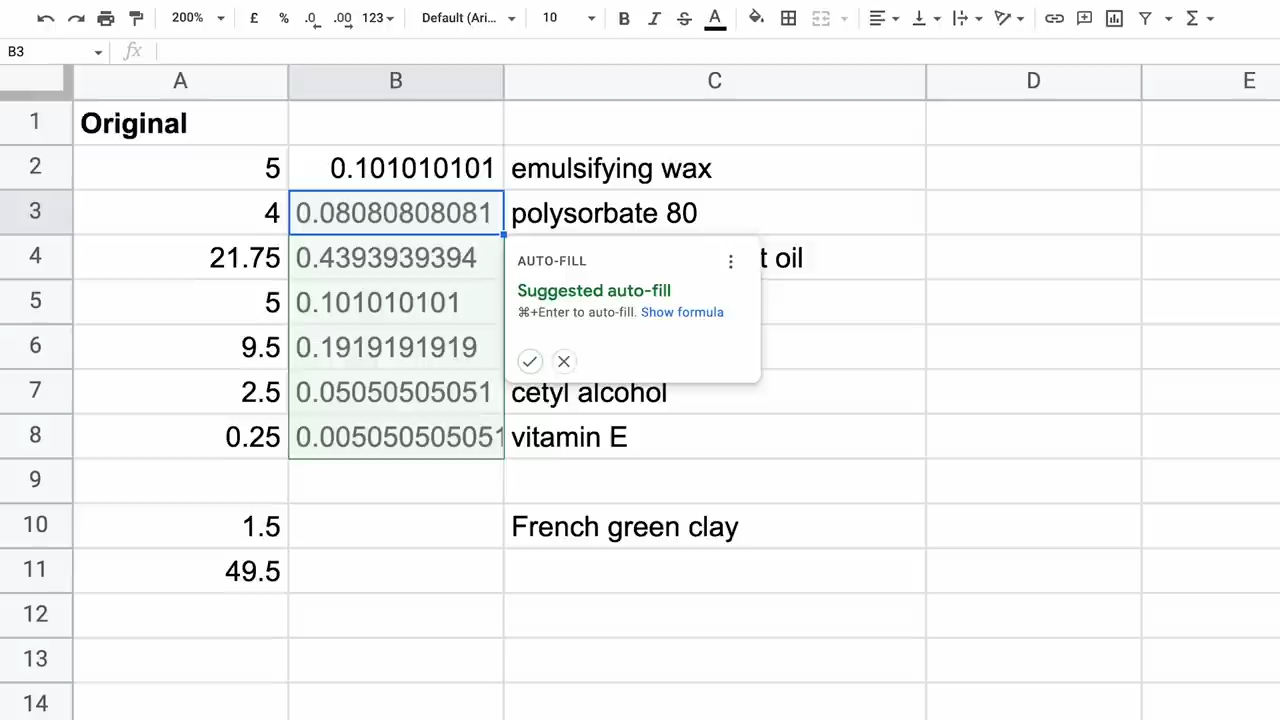 200% £ % .0 .00 123 Default (Ari... 10 B I S A Σ
B3 fx
A B C D E
1 Original
2 5 0.101010101 emulsifying wax
3 4 0.08080808081 polysorbate 80
4 21.75 0.4393939394 t oil
5 5 0.101010101
6 9.5 0.1919191919
7 2.5 0.05050505051 cetyl alcohol
8 0.25 0.005050505051 vitamin E
AUTO-FILL
Suggested auto-fill
⌘+Enter to auto-fill. Show formula
9
10 1.5 French green clay
11 49.5
12
13
14